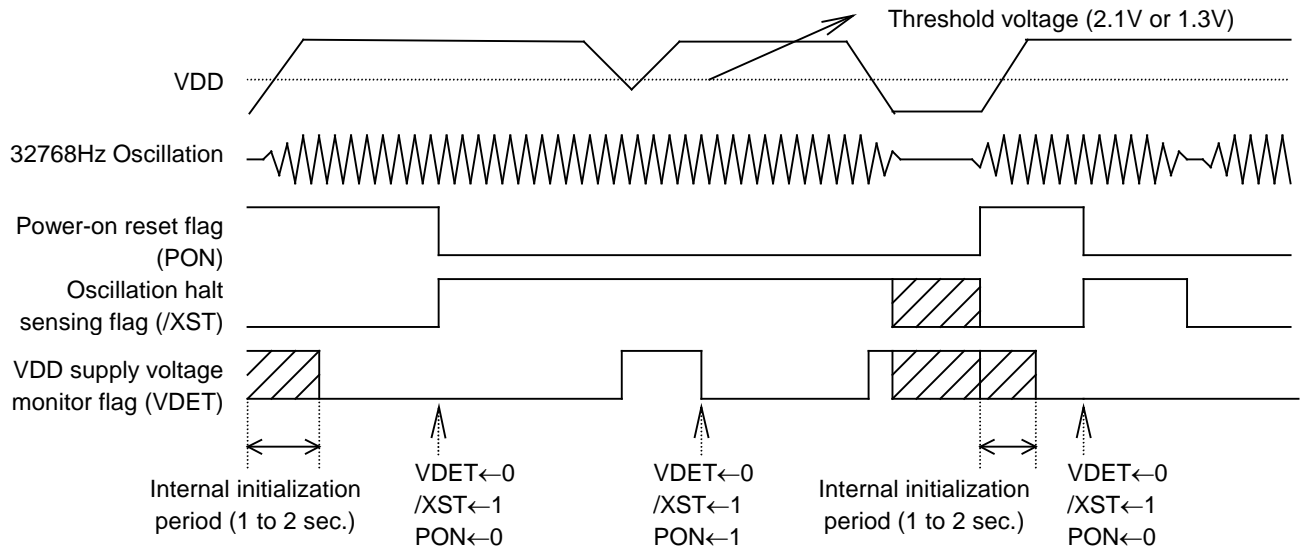 Threshold voltage (2.1V or 1.3V)
VDD
32768Hz Oscillation
Power-on reset flag
(PON)
Oscillation halt
sensing flag (/XST)
VDD supply voltage
monitor flag (VDET)
Internal initialization
period (1 to 2 sec.)
VDET←0
/XST←1
PON←0
VDET←0
/XST←1
PON←1
Internal initialization
period (1 to 2 sec.)
VDET←0
/XST←1
PON←0